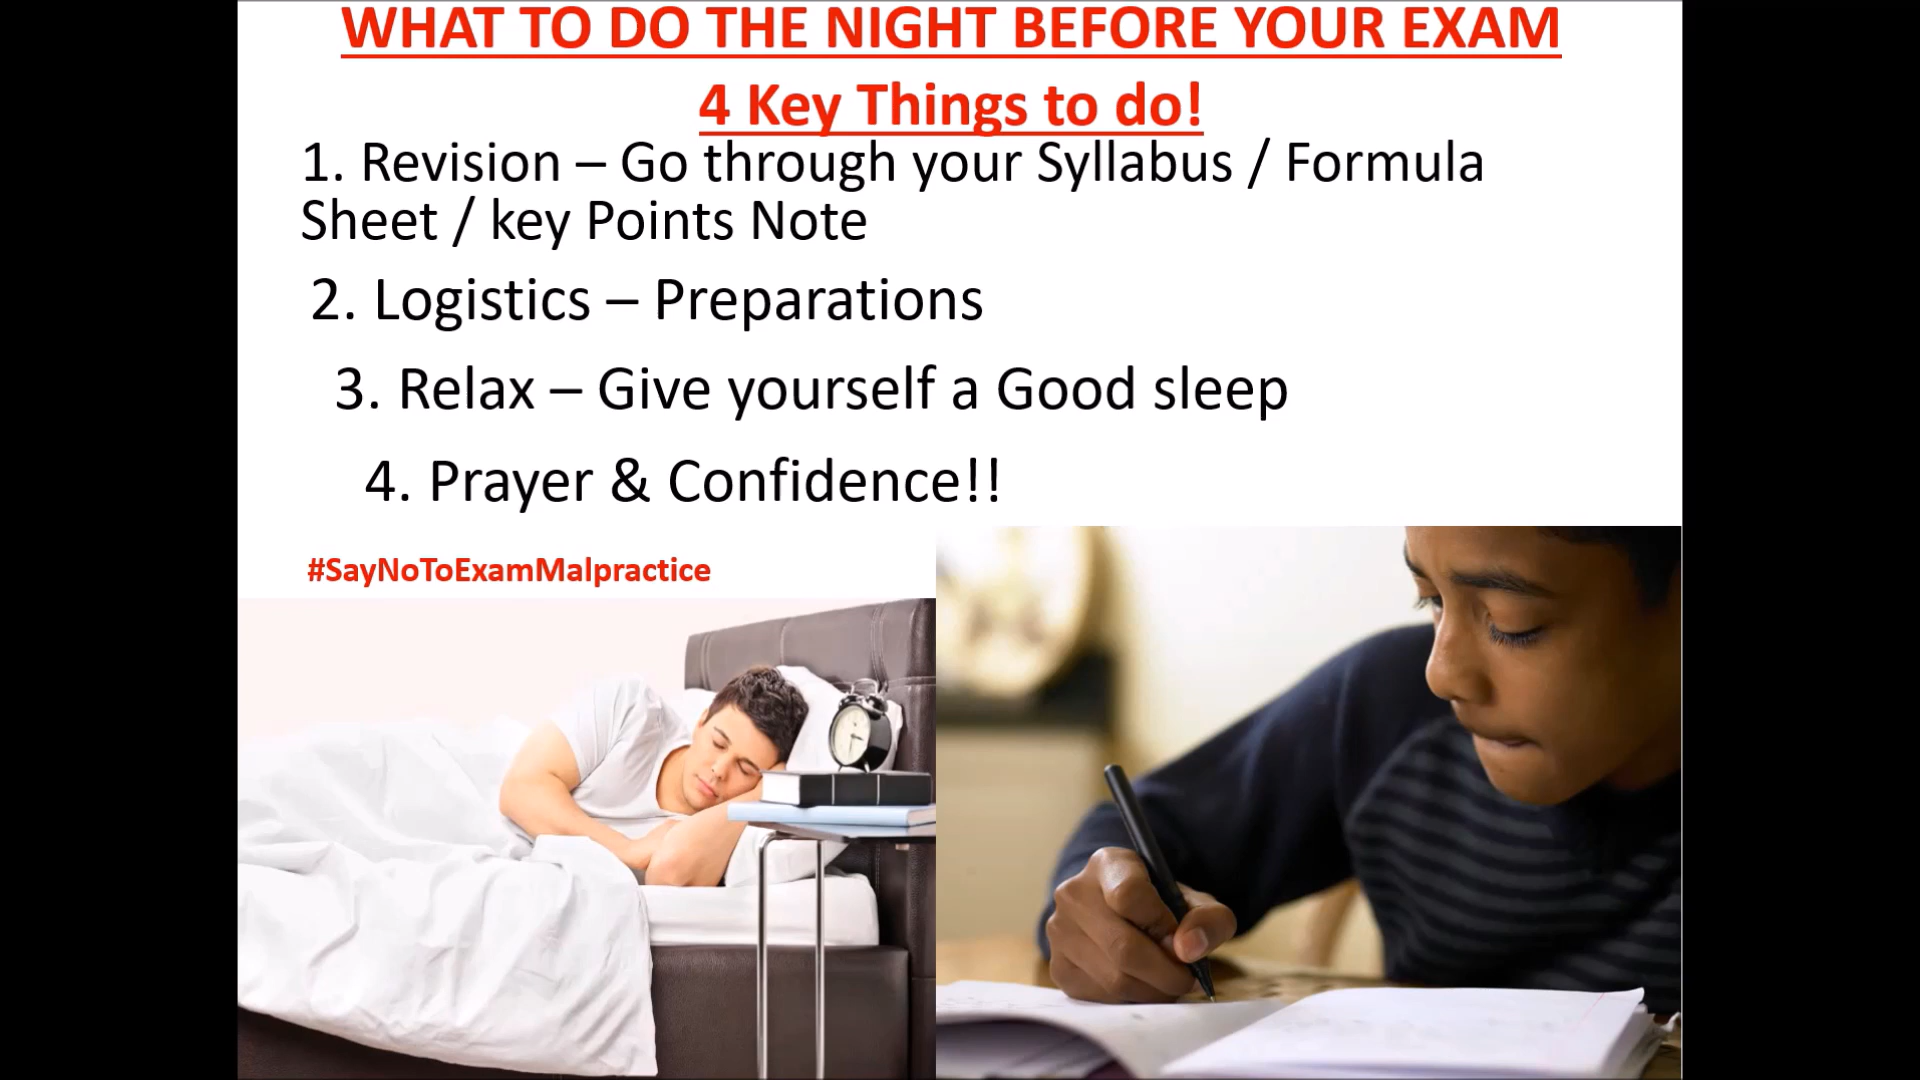 WHAT TO DO THE NIGHT BEFORE YOUR EXAM
4 Key Things to do!
1. Revision – Go through your Syllabus / Formula
Sheet / key Points Note
2. Logistics – Preparations
3. Relax – Give yourself a Good sleep
4. Prayer & Confidence!!
#SayNoToExamMalpractice